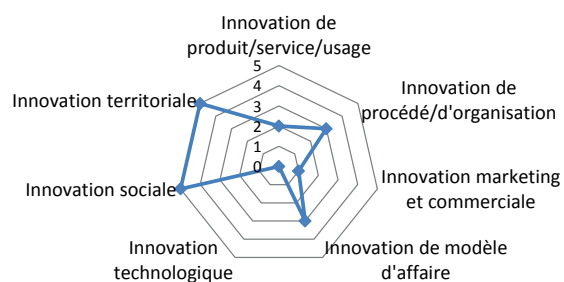 Innovation de
produit/service/usage
5
4
3
2
1
0
Innovation de
procédé/d'organisation
Innovation marketing
et commerciale
Innovation de modèle
d'affaire
Innovation
technologique
Innovation sociale
Innovation territoriale